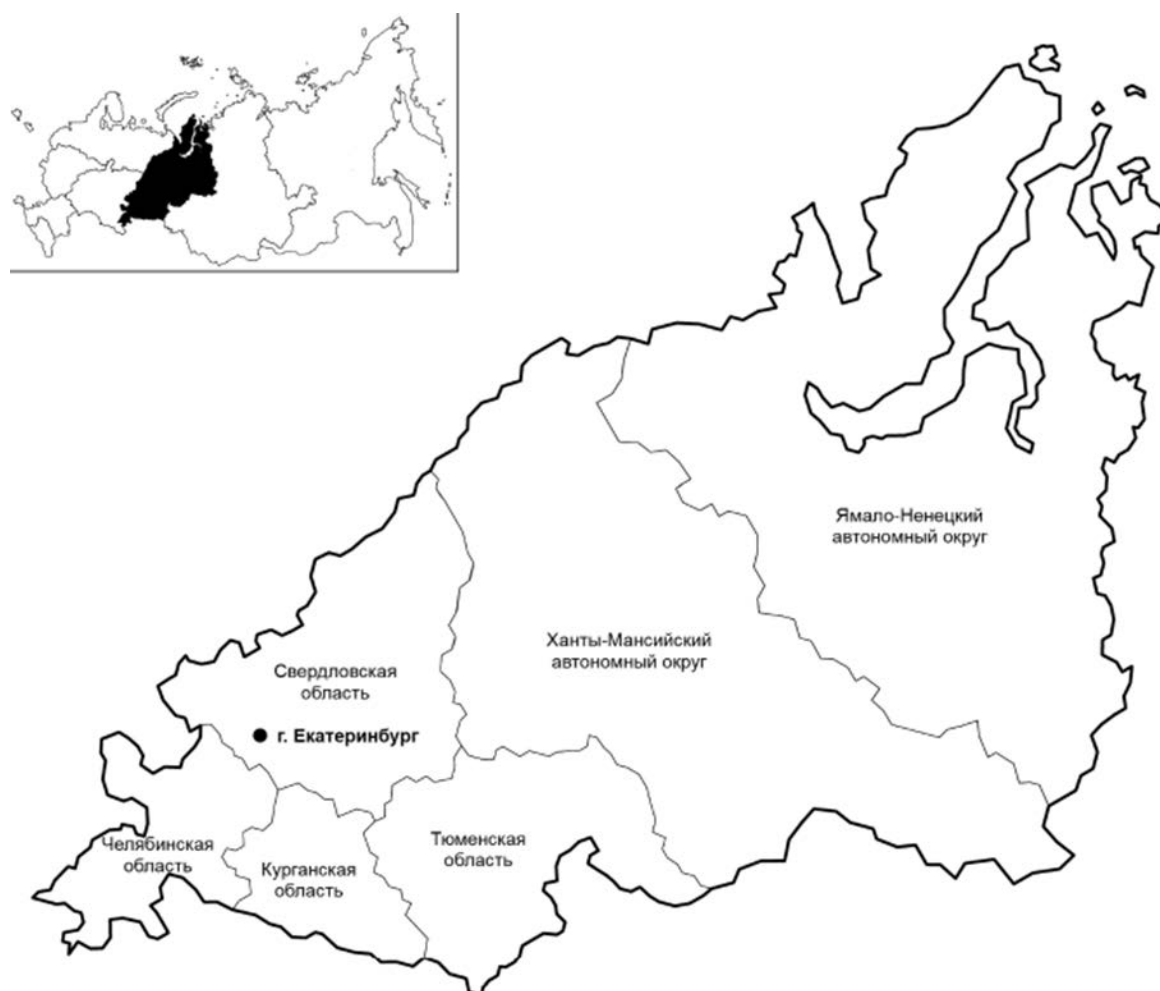 Ямало-Ненецкий
автономный округ
Ханты-Мансийский
автономный округ
Свердловская
область
г. Екатеринбург
Челябинская
область
Курганская
область
Тюменская
область